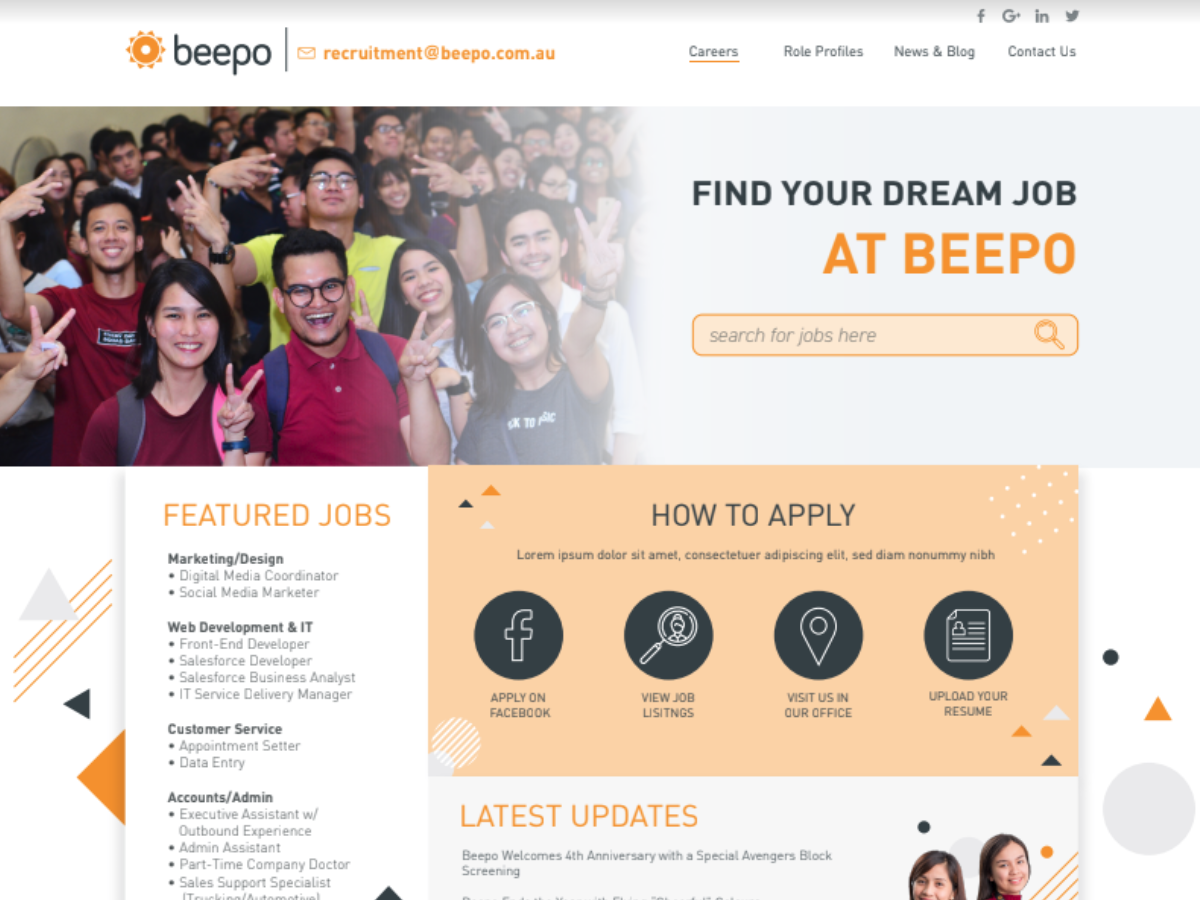 beepo
recruitment@beepo.com.au
Careers
Role Profiles
News & Blog
Contact Us
FIND YOUR DREAM JOB
AT BEEPO
search for jobs here
FEATURED JOBS
Marketing/Design
• Digital Media Coordinator
• Social Media Marketer
Web Development & IT
• Front-End Developer
• Salesforce Developer
• Salesforce Business Analyst
• IT Service Delivery Manager
Customer Service
• Appointment Setter
• Data Entry
Accounts/Admin
• Executive Assistant w/
Outbound Experience
• Admin Assistant
• Part-Time Company Doctor
• Sales Support Specialist
(Trucking/Automotive)
HOW TO APPLY
Lorem ipsum dolor sit amet, consectetuer adipiscing elit, sed diam nonummy nibh
APPLY ON
FACEBOOK
VIEW JOB
LISITNGS
VISIT US IN
OUR OFFICE
UPLOAD YOUR
RESUME
LATEST UPDATES
Beepo Welcomes 4th Anniversary with a Special Avengers Block
Screening